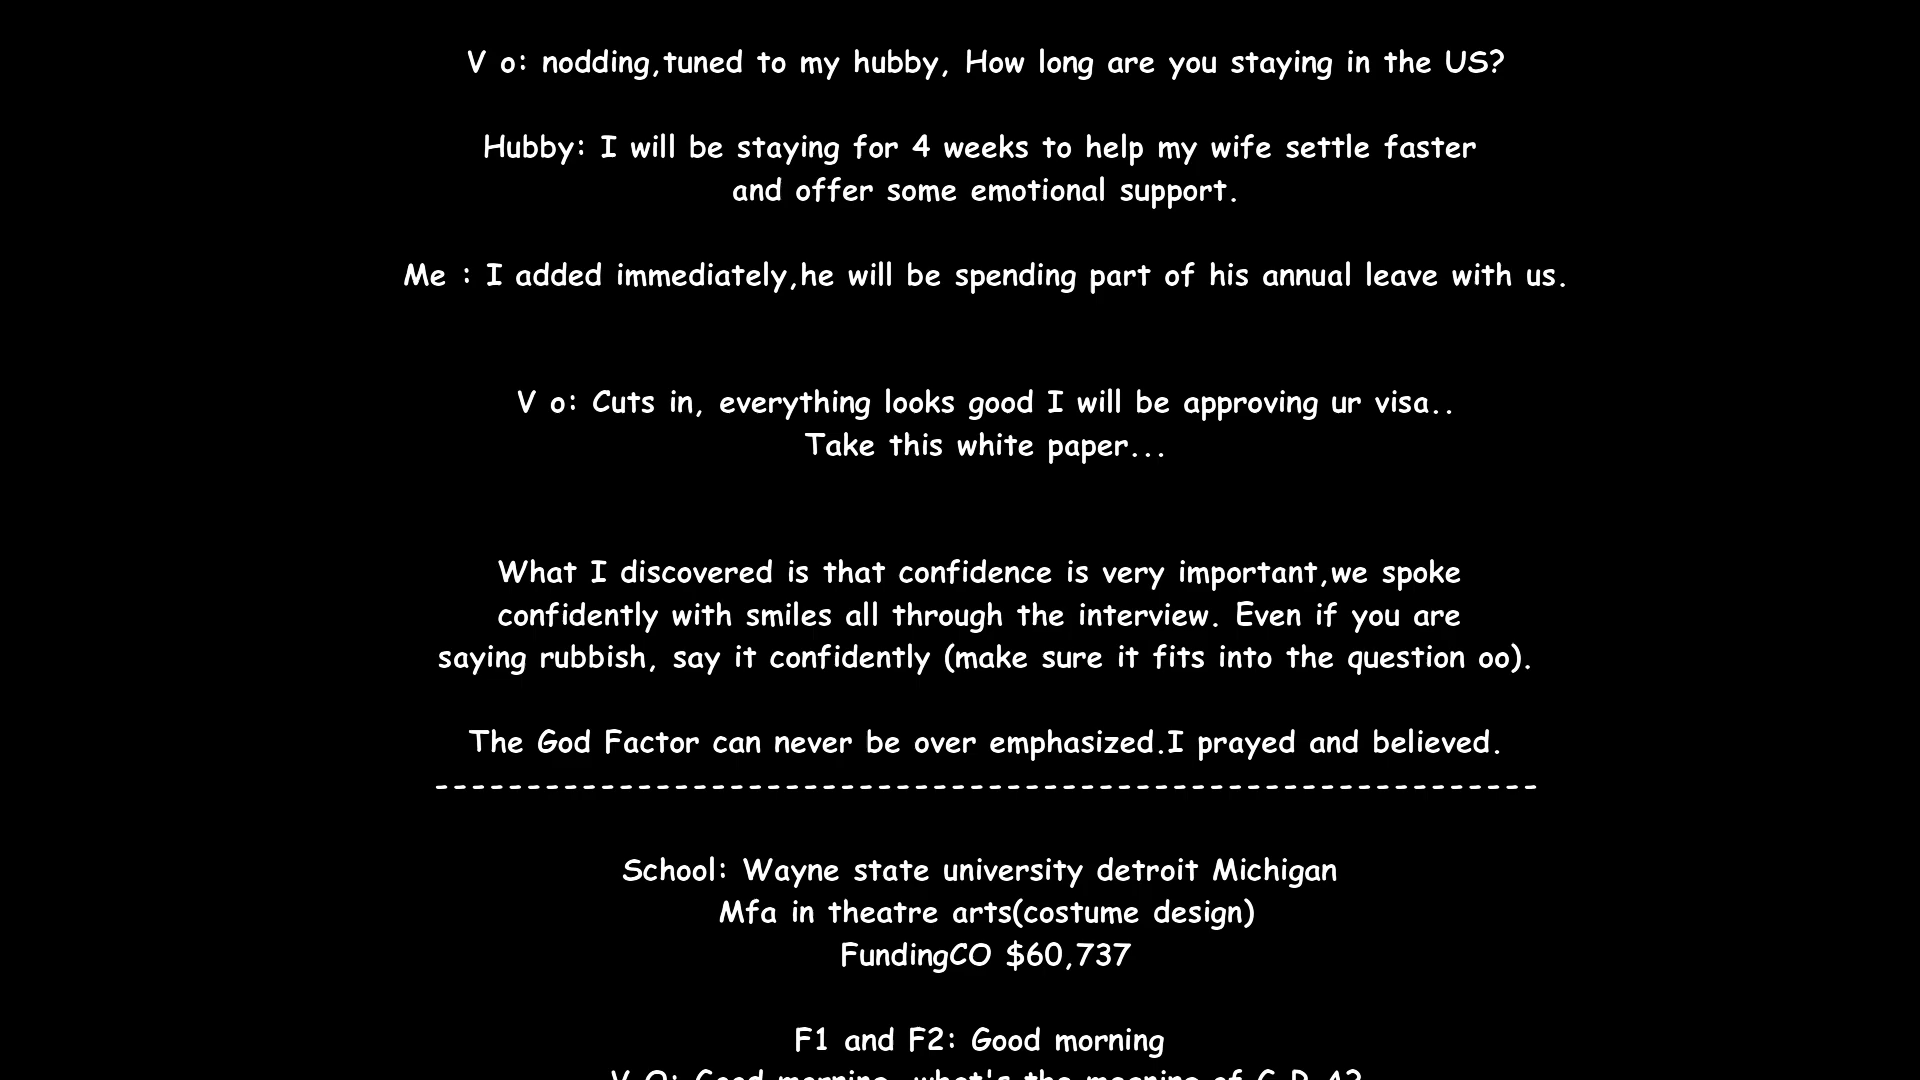 V o: nodding,tuned to my hubby, How long are you staying in the US?
Hubby: I will be staying for 4 weeks to help my wife settle faster
and offer some emotional support.
Me : I added immediately,he will be spending part of his annual leave with us.
V o: Cuts in, everything looks good I will be approving ur visa..
Take this white paper...
What I discovered is that confidence is very important,we spoke
confidently with smiles all through the interview. Even if you are
saying rubbish, say it confidently (make sure it fits into the question oo).
The God Factor can never be over emphasized.I prayed and believed.
------------------------------------------------------------
School: Wayne state university detroit Michigan
Mfa in theatre arts(costume design)
FundingCO $60,737
F1 and F2: Good morning
V O: Good morning, what's the meaning of